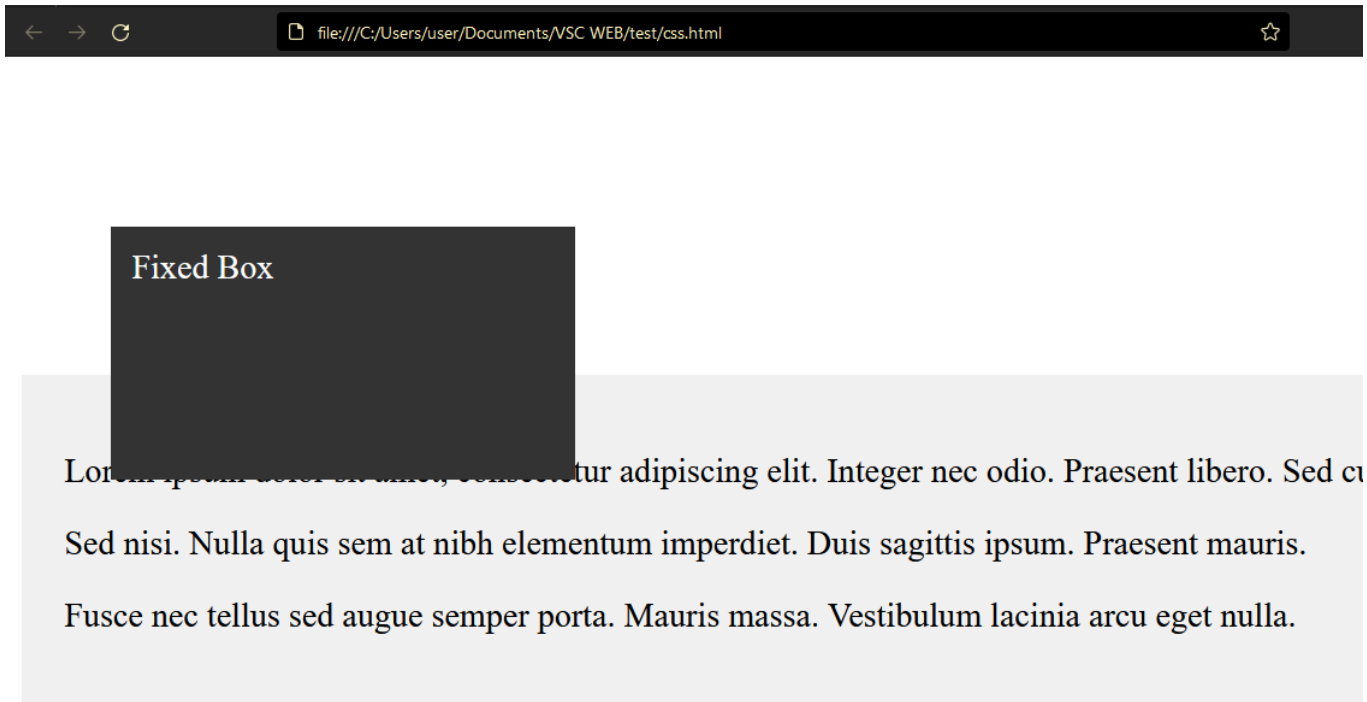 file:///C:/Users/user/Documents/VSC WEB/test/css.html
Fixed Box
tur adipiscing elit. Integer nec odio. Praesent libero. Sed
Sed nisi. Nulla quis sem at nibh elementum imperdiet. Duis sagittis ipsum. Praesent mauris.
Fusce nec tellus sed augue semper porta. Mauris massa. Vestibulum lacinia arcu eget nulla.